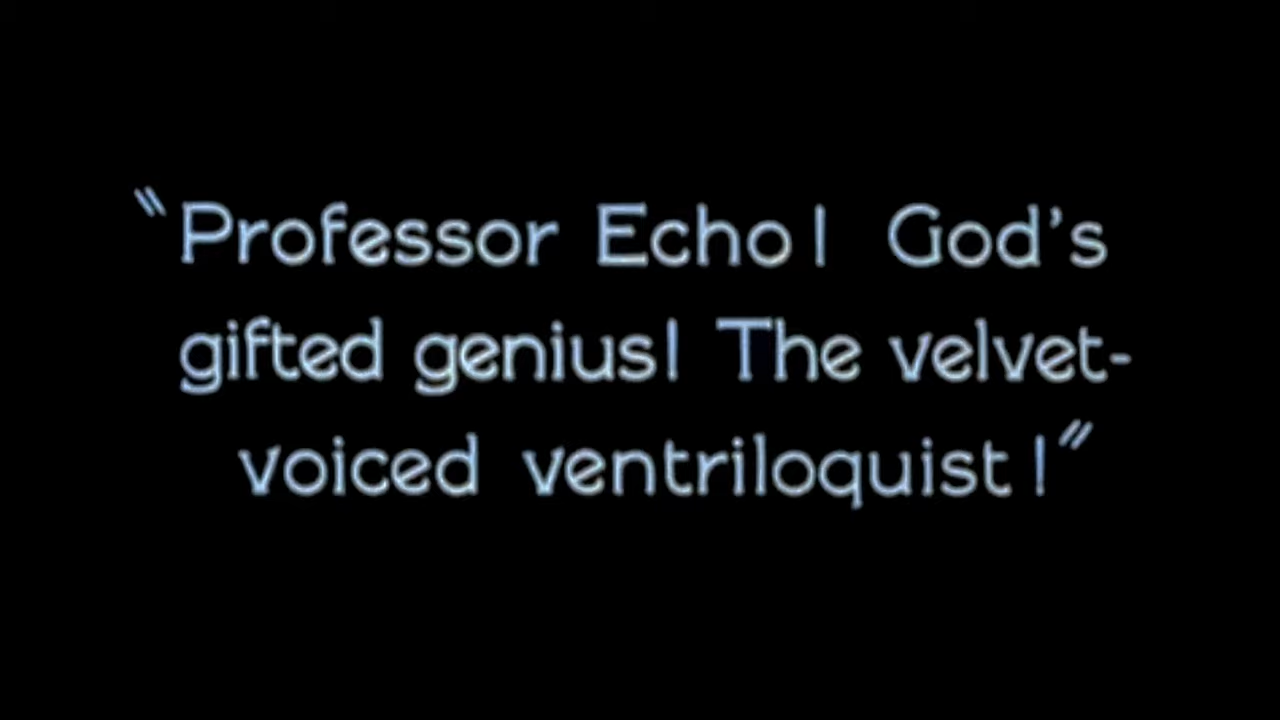 "Professor Echo! God's
gifted genius! The velvet-
voiced ventriloquist!"